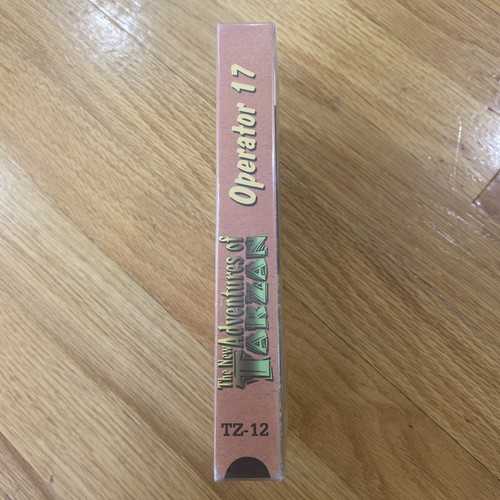 The New Adventures of
TARZAN
Operator 17
TZ-12